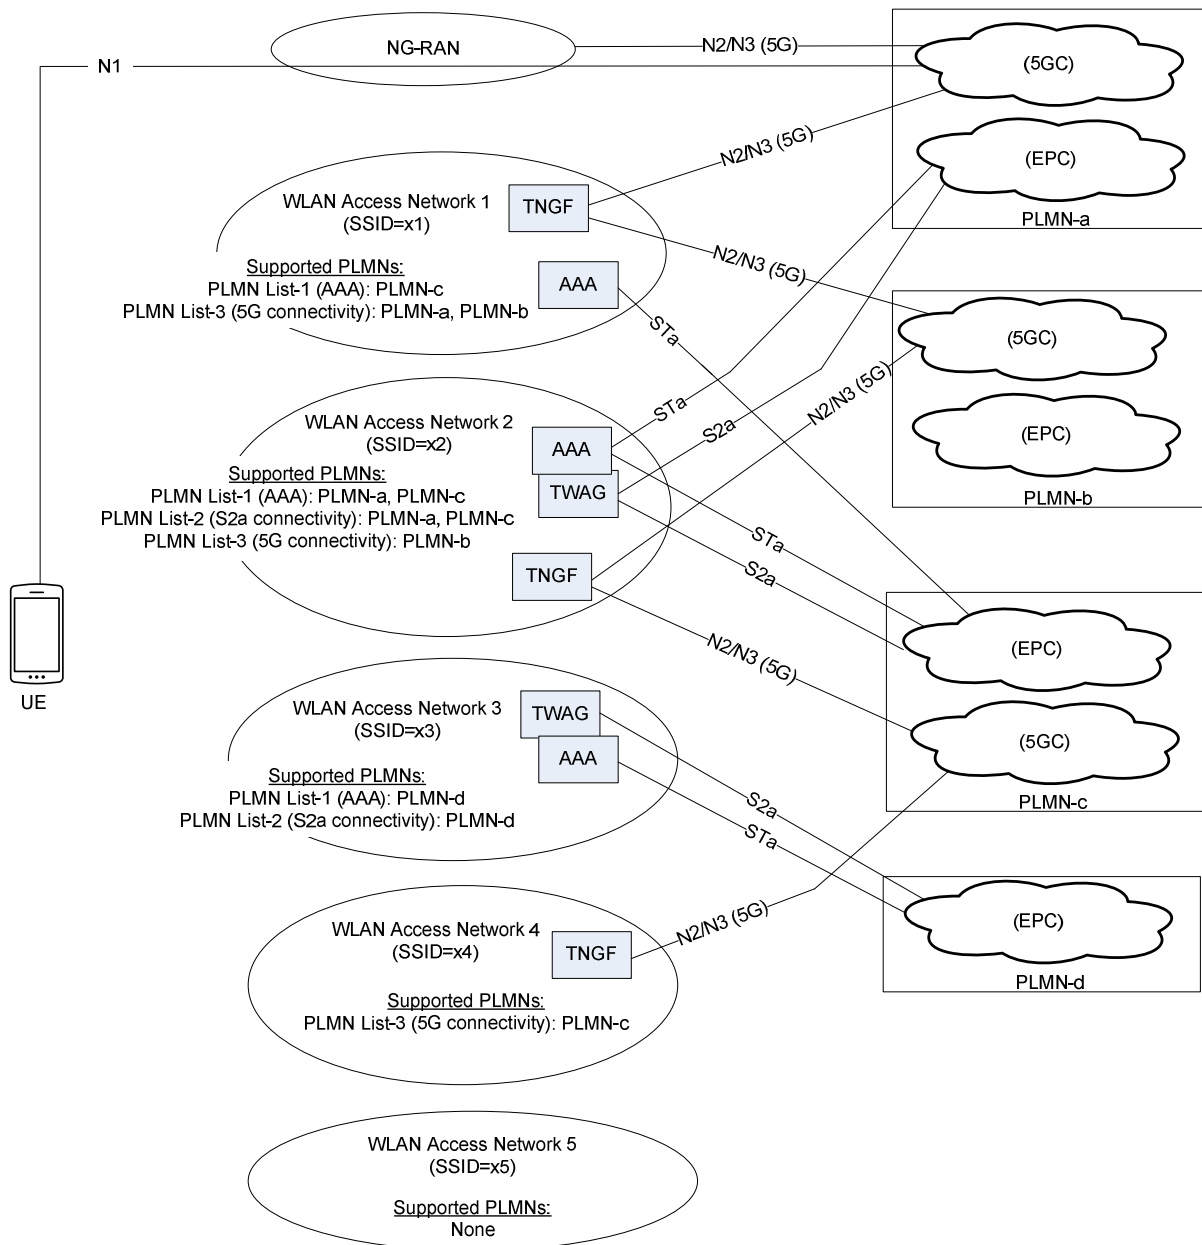 NG-RAN
N2/N3 (5G)
N1
(5GC)
(EPC)
PLMN-a
N2/N3 (5G)
WLAN Access Network 1
(SSID=x1)
TNGF
Supported PLMNs:
PLMN List-1 (AAA): PLMN-c
PLMN List-3 (5G connectivity): PLMN-a, PLMN-b
AAA
N2/N3 (5G)
STa
(5GC)
(EPC)
PLMN-b
STa
S2a
N2/N3 (5G)
WLAN Access Network 2
(SSID=x2)
AAA
TWAG
Supported PLMNs:
PLMN List-1 (AAA): PLMN-a, PLMN-c
PLMN List-2 (S2a connectivity): PLMN-a, PLMN-c
PLMN List-3 (5G connectivity): PLMN-b
TNGF
STa
S2a
N2/N3 (5G)
UE
(EPC)
(5GC)
PLMN-c
WLAN Access Network 3
(SSID=x3)
TWAG
AAA
Supported PLMNs:
PLMN List-1 (AAA): PLMN-d
PLMN List-2 (S2a connectivity): PLMN-d
S2a
STa
N2/N3 (5G)
(EPC)
PLMN-d
WLAN Access Network 4
(SSID=x4)
TNGF
Supported PLMNs:
PLMN List-3 (5G connectivity): PLMN-c
WLAN Access Network 5
(SSID=x5)
Supported PLMNs:
None